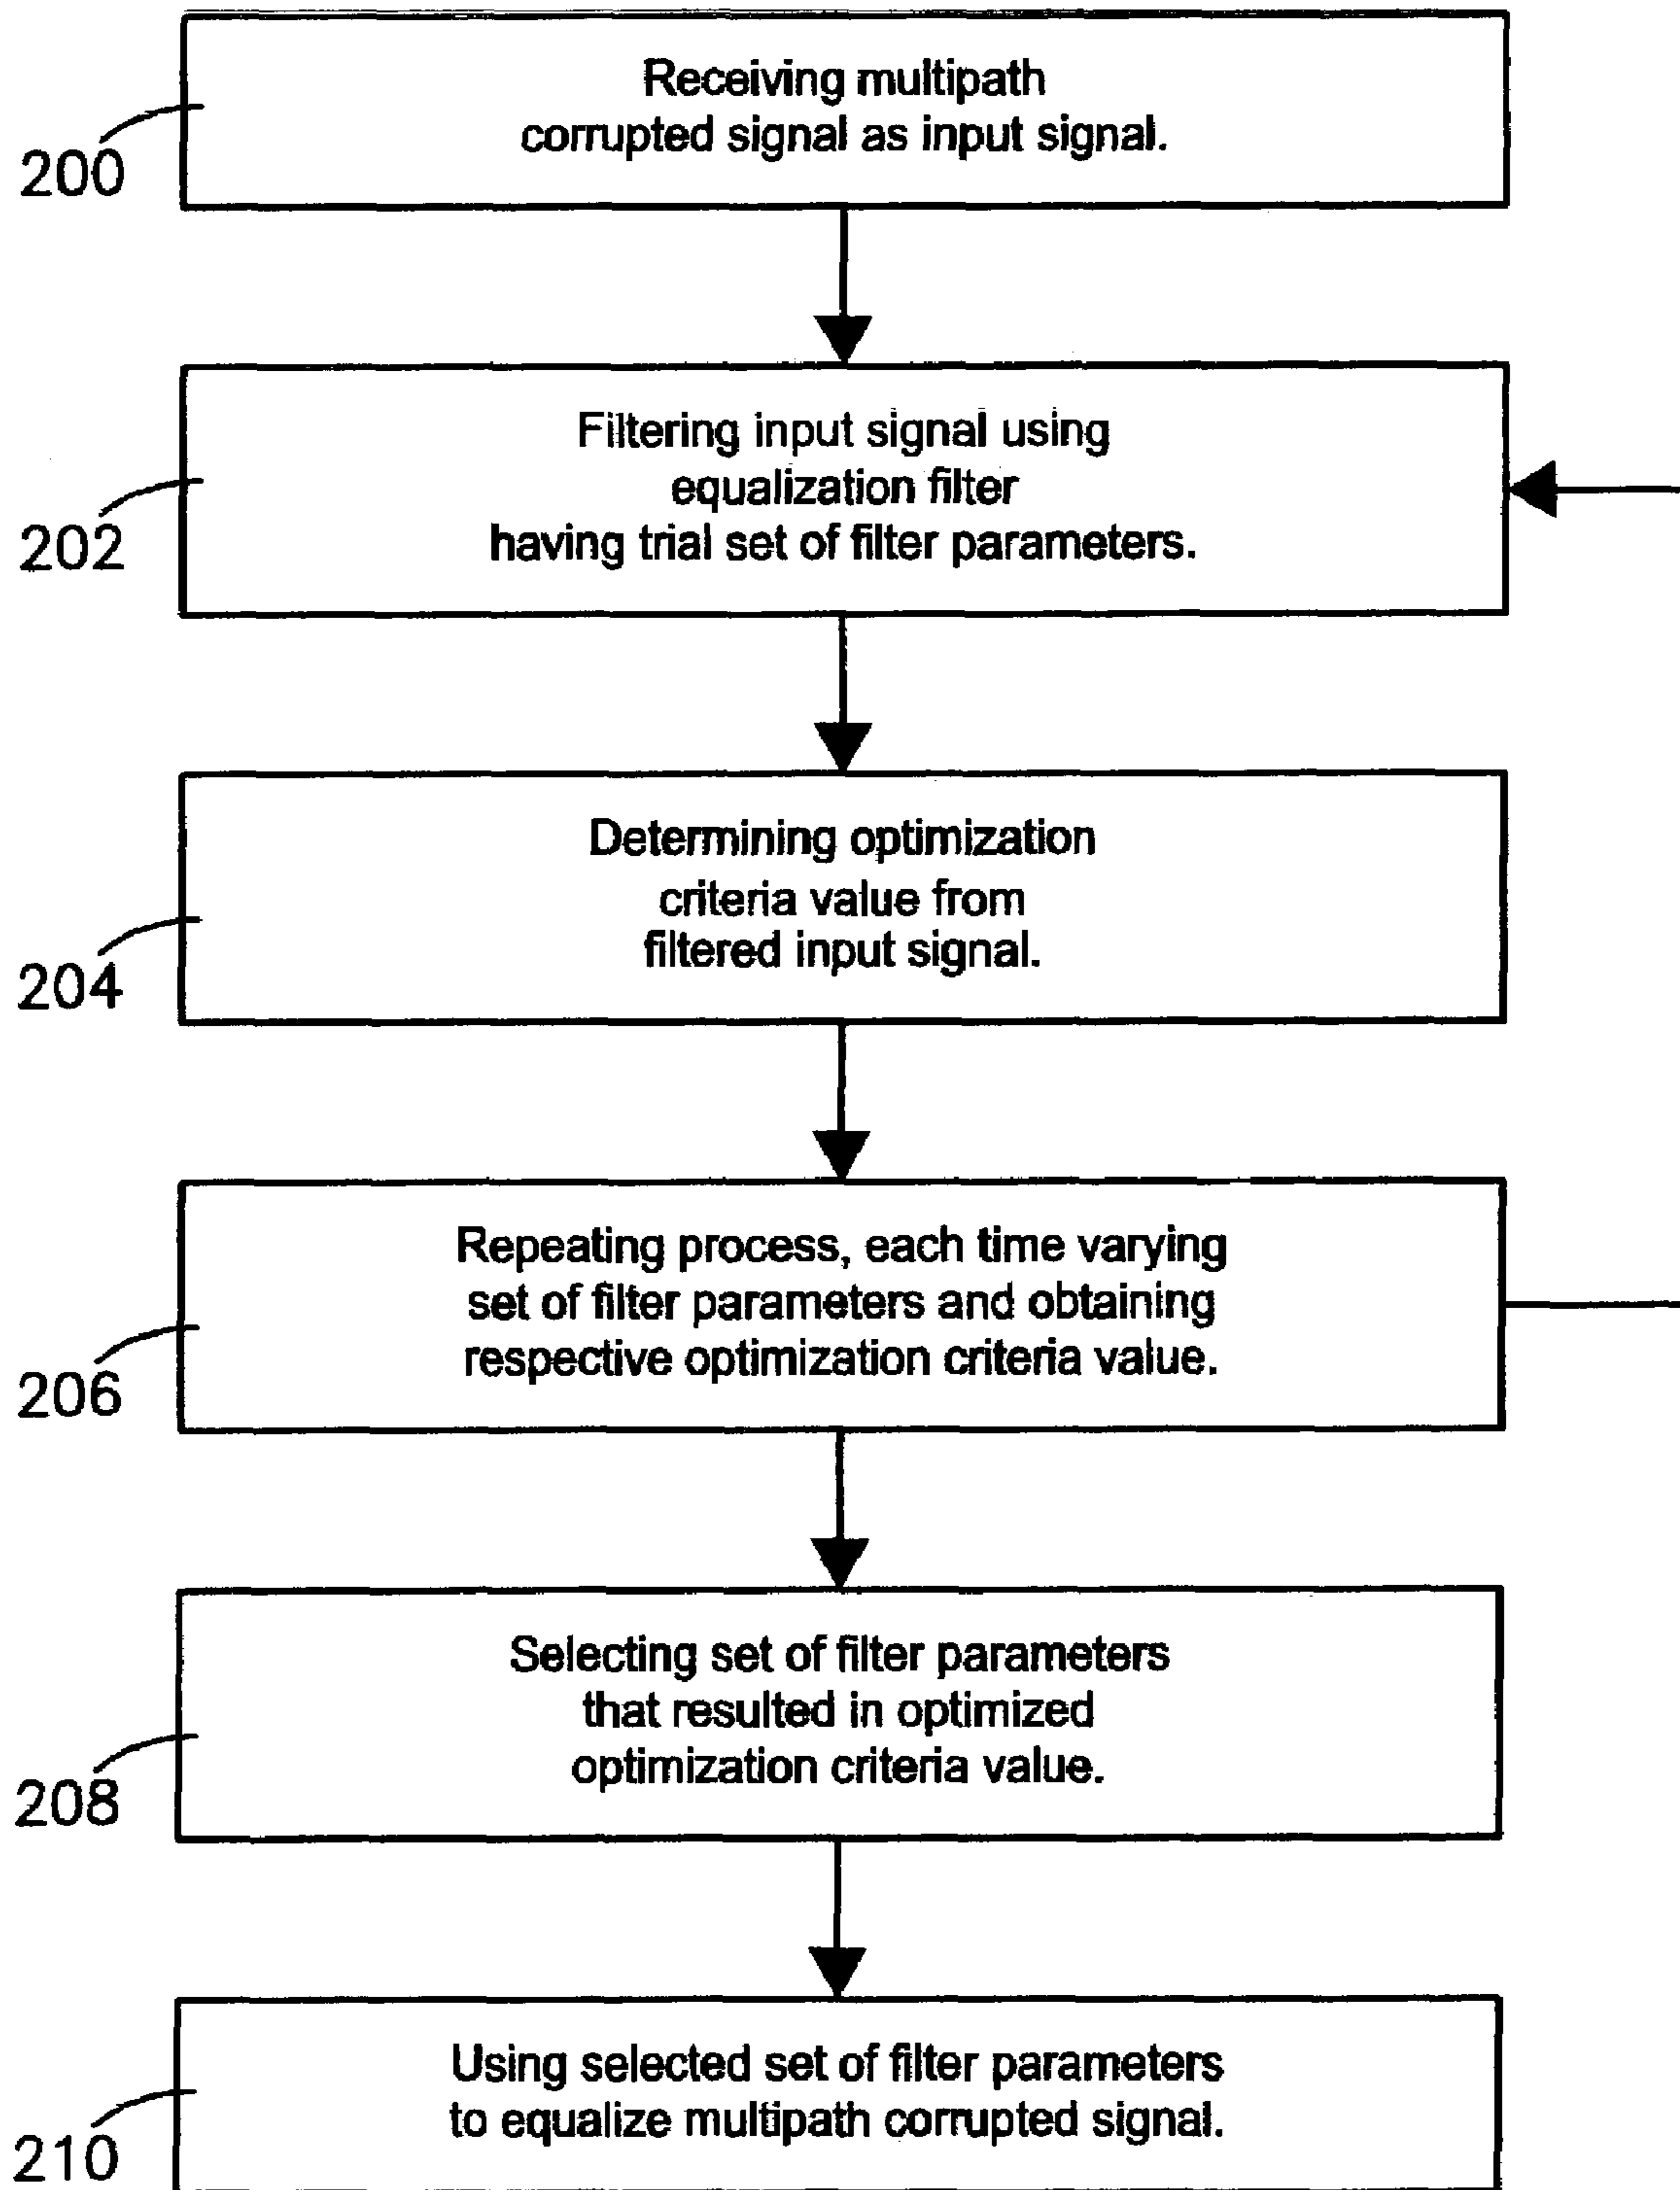 Receiving multipath
corrupted signal as input signal.
200
Filtering input signal using
equalization filter
having trial set of filter parameters.
202
Determining optimization
criteria value from
filtered input signal.
204
Repeating process, each time varying
set of filter parameters and obtaining
respective optimization criteria value.
206
Selecting set of filter parameters
that resulted in optimized
optimization criteria value.
208
Using selected set of filter parameters
to equalize multipath corrupted signal.
210